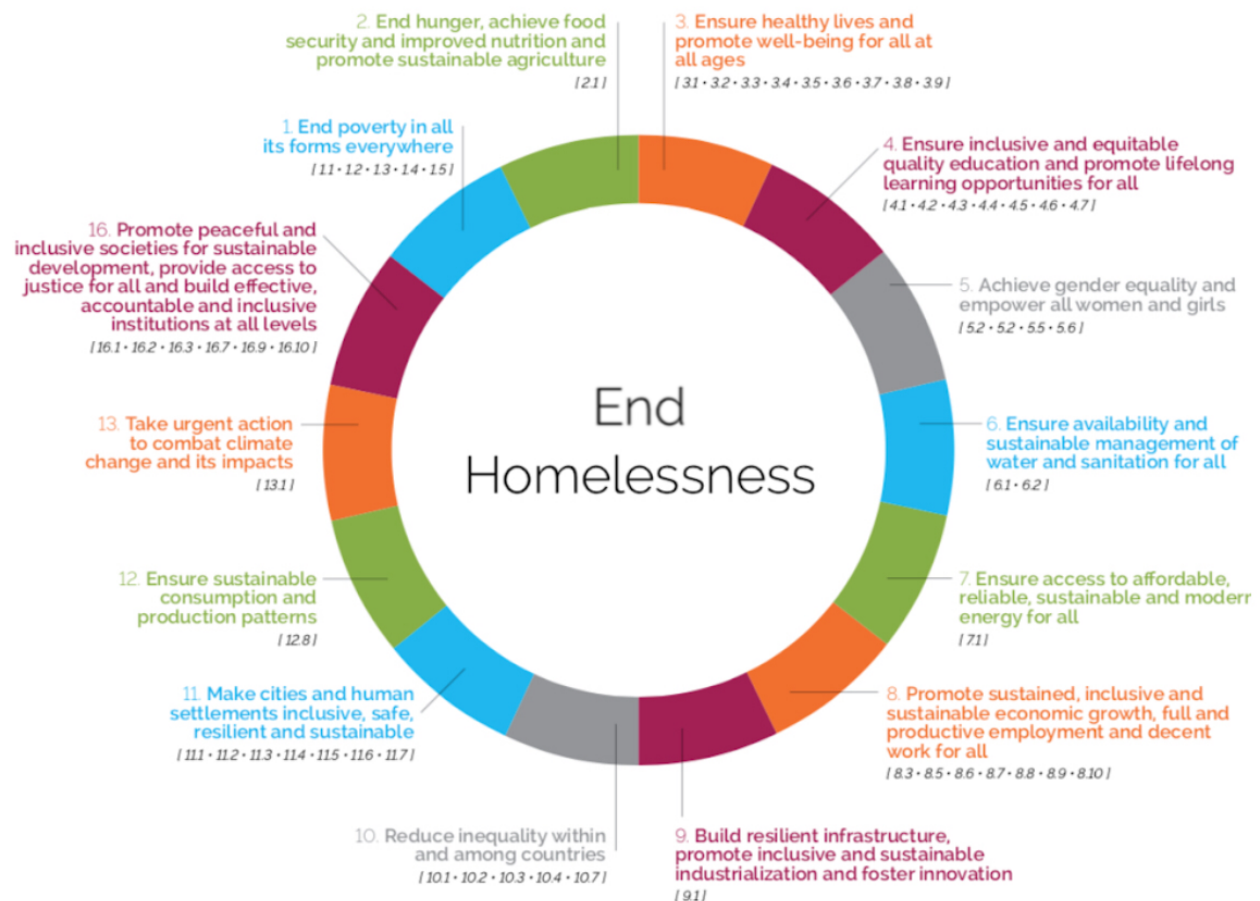 End
Homelessness
1. End poverty in all
its forms everywhere
[ 1.1 • 1.2 • 1.3 • 1.4 • 1.5 ]
2. End hunger, achieve food
security and improved nutrition and
promote sustainable agriculture
[ 2.1 ]
3. Ensure healthy lives and
promote well-being for all at
all ages
[ 3.1 • 3.2 • 3.3 • 3.4 • 3.5 • 3.6 • 3.7 • 3.8 • 3.9 ]
4. Ensure inclusive and equitable
quality education and promote lifelong
learning opportunities for all
[ 4.1 • 4.2 • 4.3 • 4.4 • 4.5 • 4.6 • 4.7 ]
5. Achieve gender equality and
empower all women and girls
[ 5.2 • 5.2 • 5.5 • 5.6 ]
6. Ensure availability and
sustainable management of
water and sanitation for all
[ 6.1 • 6.2 ]
7. Ensure access to affordable,
reliable, sustainable and modern
energy for all
[ 7.1 ]
8. Promote sustained, inclusive and
sustainable economic growth, full and
productive employment and decent
work for all
[ 8.3 • 8.5 • 8.6 • 8.7 • 8.8 • 8.9 • 8.10 ]
9. Build resilient infrastructure,
promote inclusive and sustainable
industrialization and foster innovation
[ 9.1 ]
10. Reduce inequality within
and among countries
[ 10.1 • 10.2 • 10.3 • 10.4 • 10.7 ]
11. Make cities and human
settlements inclusive, safe,
resilient and sustainable
[ 11.1 • 11.2 • 11.3 • 11.4 • 11.5 • 11.6 • 11.7 ]
12. Ensure sustainable
consumption and
production patterns
[ 12.8 ]
13. Take urgent action
to combat climate
change and its impacts
[ 13.1 ]
16. Promote peaceful and
inclusive societies for sustainable
development, provide access to
justice for all and build effective,
accountable and inclusive
institutions at all levels
[ 16.1 • 16.2 • 16.3 • 16.7 • 16.9 • 16.10 ]